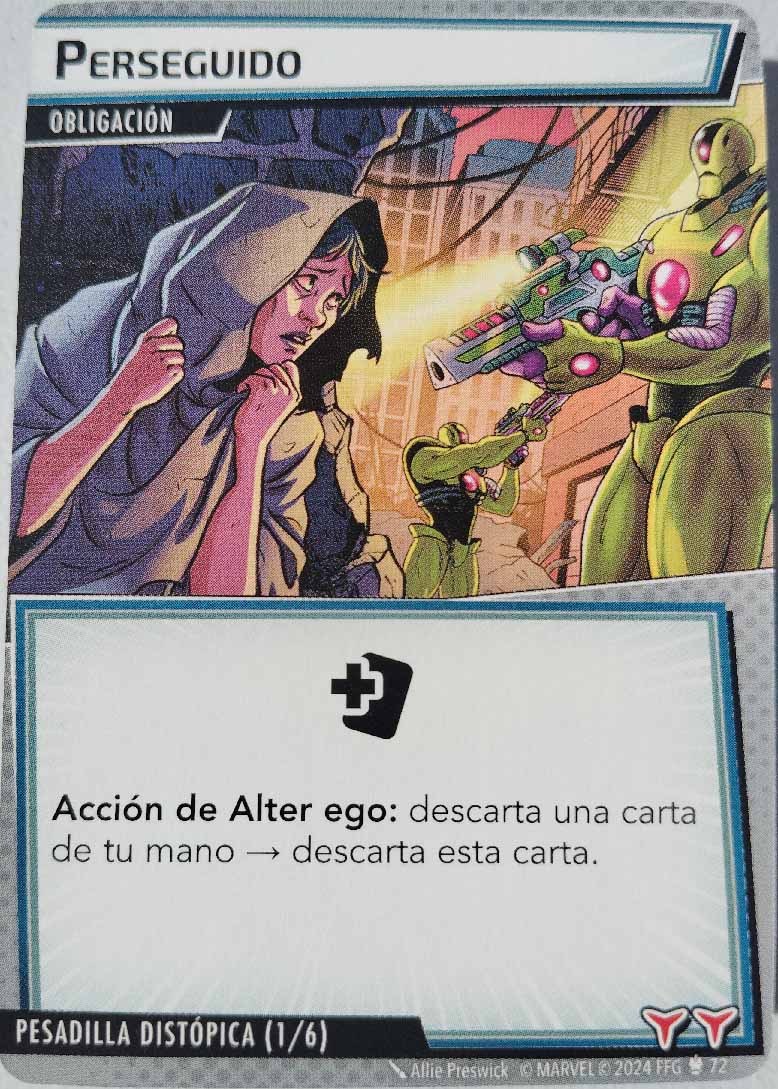 PERSEGUIDO
OBLIGACIÓN
Acción de Alter ego: descarta una carta
de tu mano → descarta esta carta.
PESADILLA DISTÓPICA (1/6)
Allie Preswick © MARVEL © 2024 FFG 72